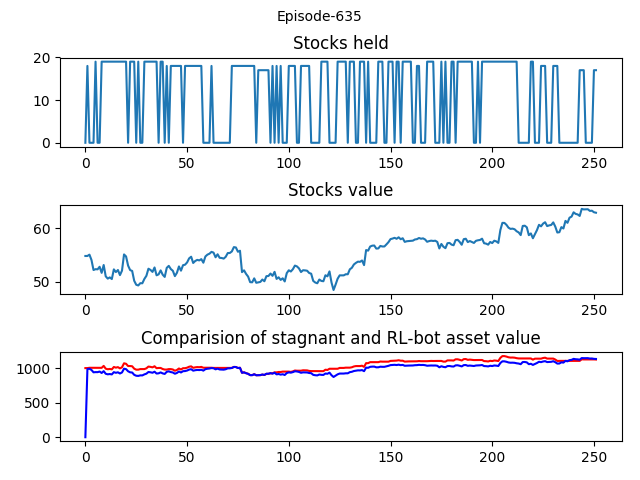 Episode-635
Stocks held
20
10
0
0 50 100 150 200 250
Stocks value
60
50
0 50 100 150 200 250
Comparision of stagnant and RL-bot asset value
1000
500
0
0 50 100 150 200 250